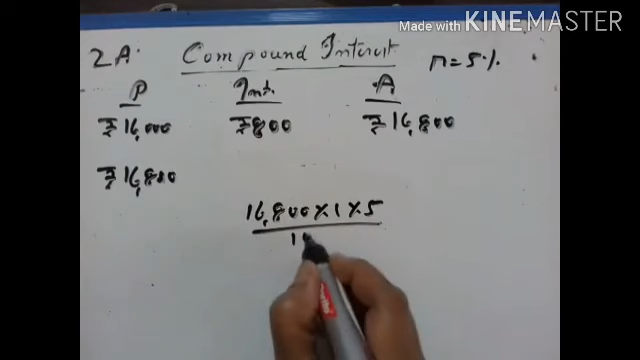 Made with KINEMASTER
2A. Compound Interest r = 5%
P Int. A
₹16,000 ₹800 ₹16,800
₹16,800
16,800×1×5
10